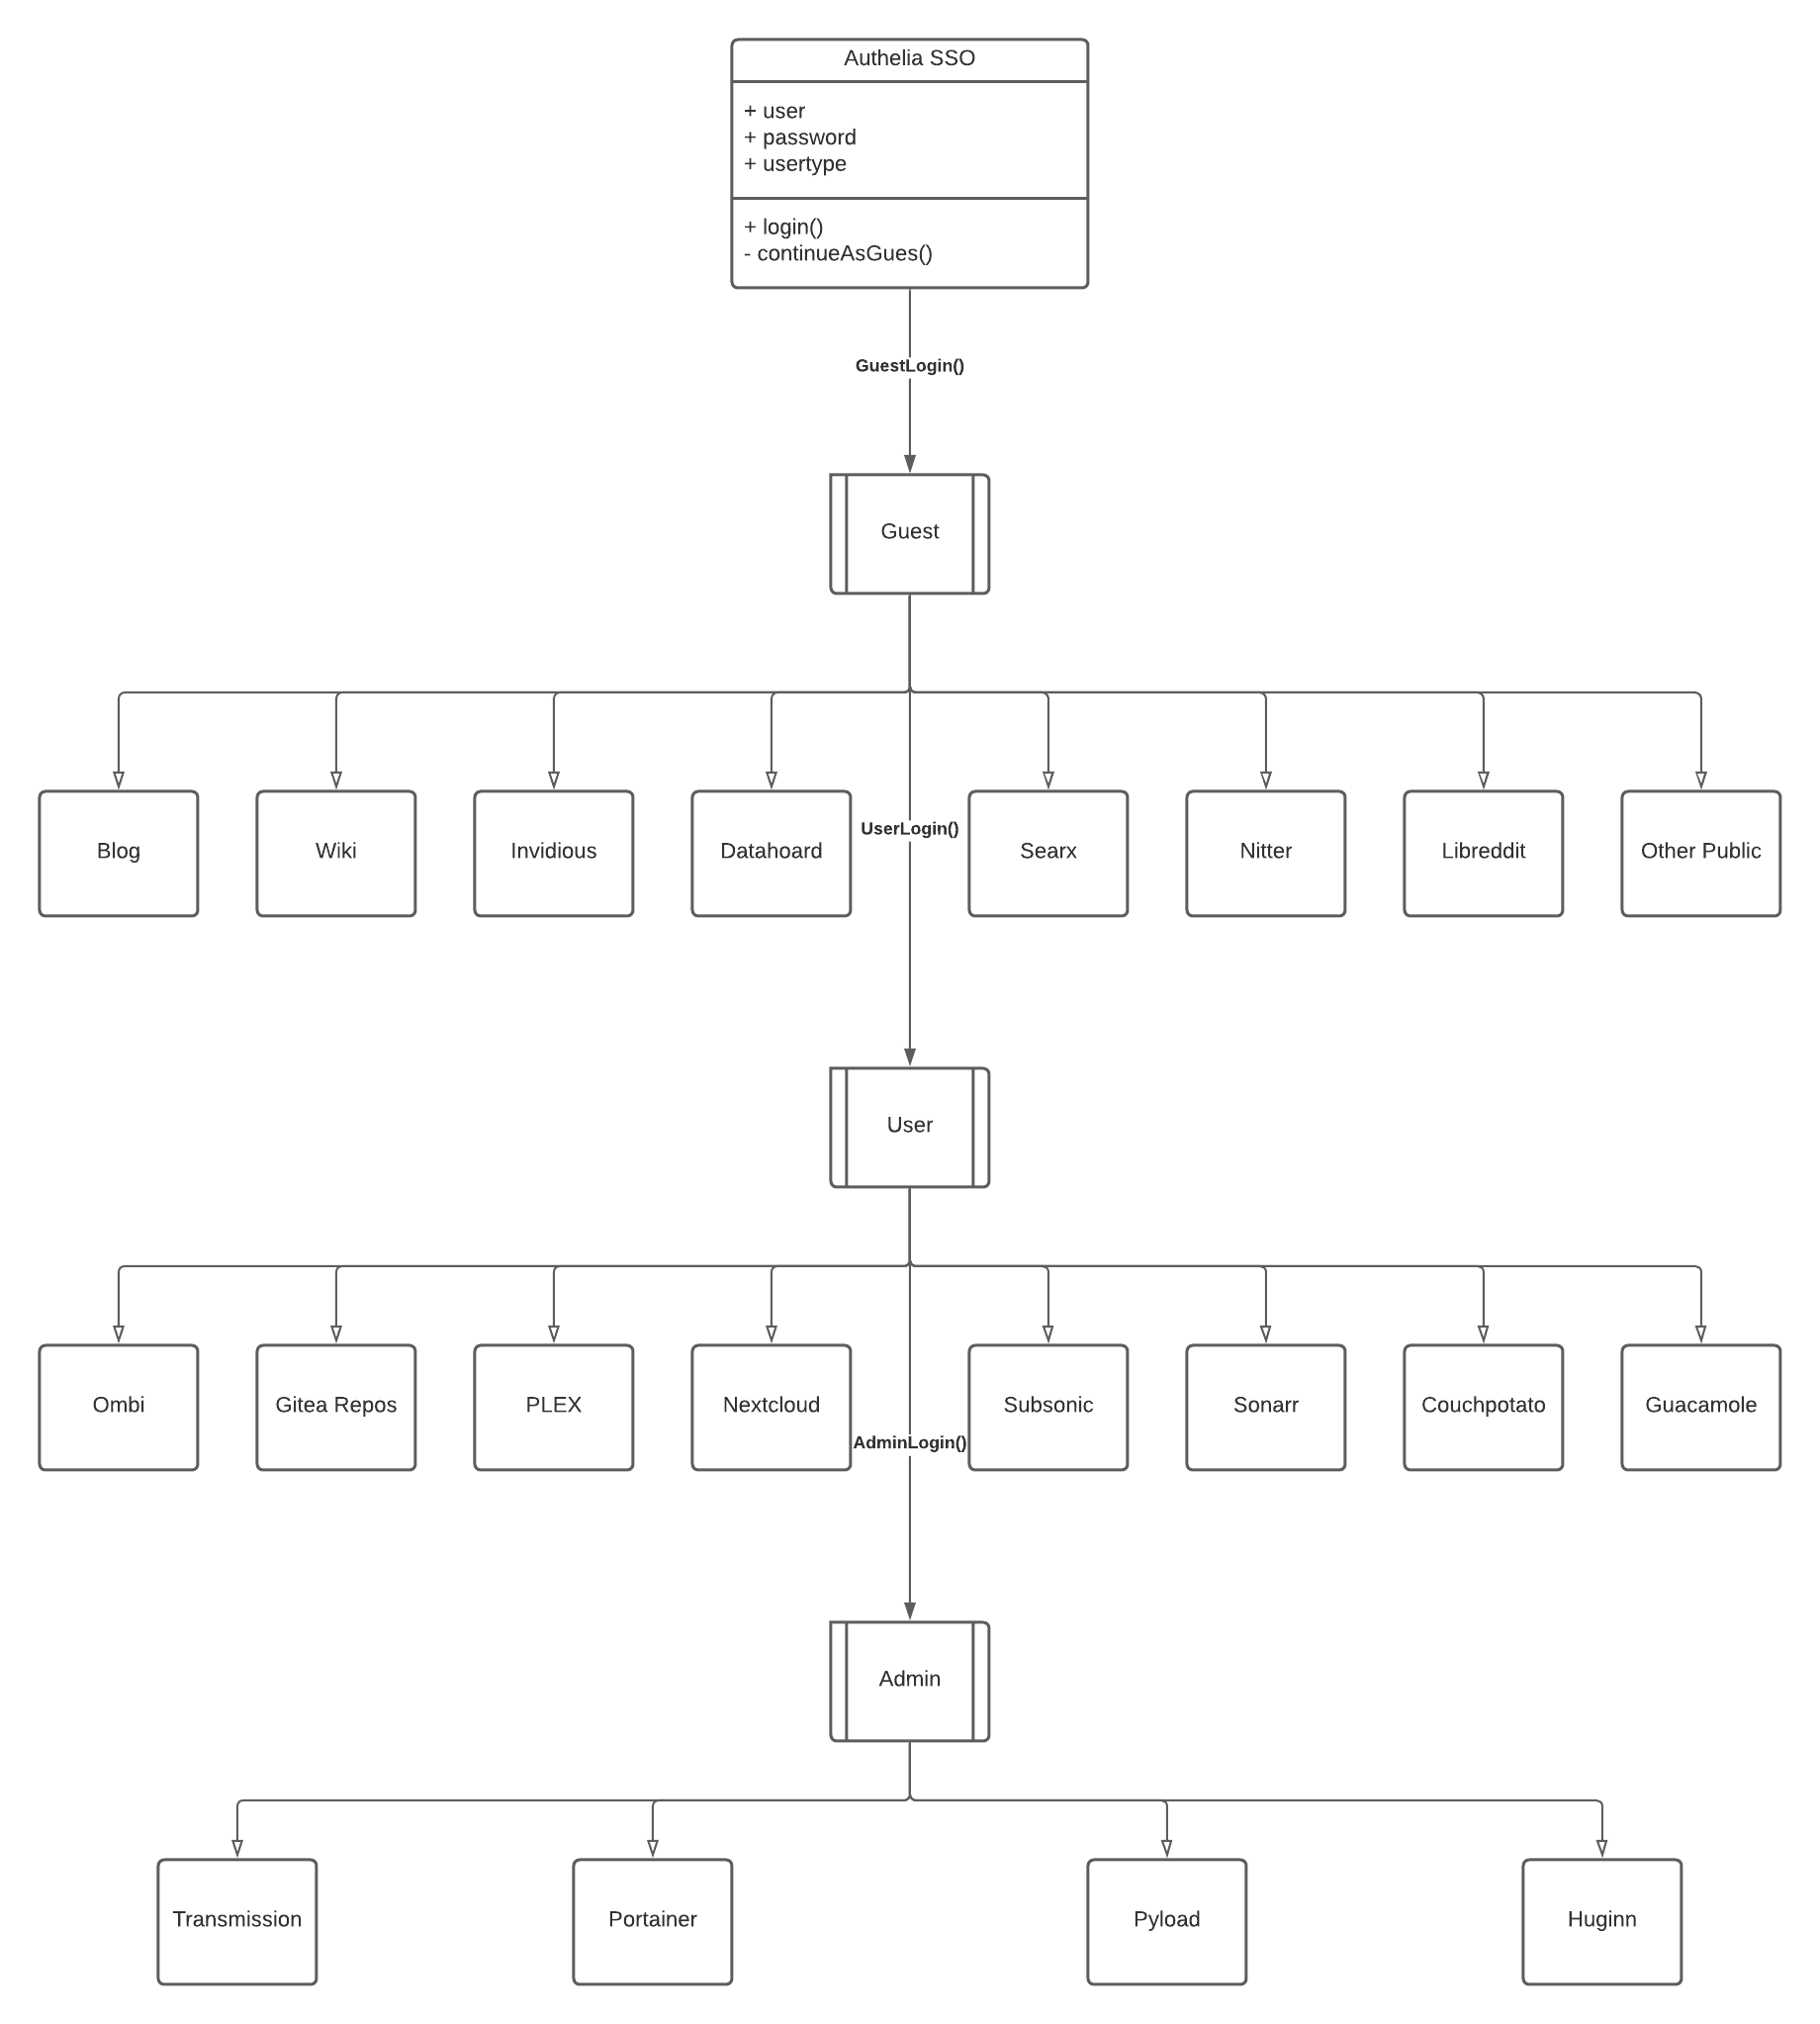 Authelia SSO
+ user
+ password
+ usertype
+ login()
- continueAsGues()
GuestLogin()
Guest
Blog
Wiki
Invidious
Datahoard
UserLogin()
Searx
Nitter
Libreddit
Other Public
User
Ombi
Gitea Repos
PLEX
Nextcloud
AdminLogin()
Subsonic
Sonarr
Couchpotato
Guacamole
Admin
Transmission
Portainer
Pyload
Huginn